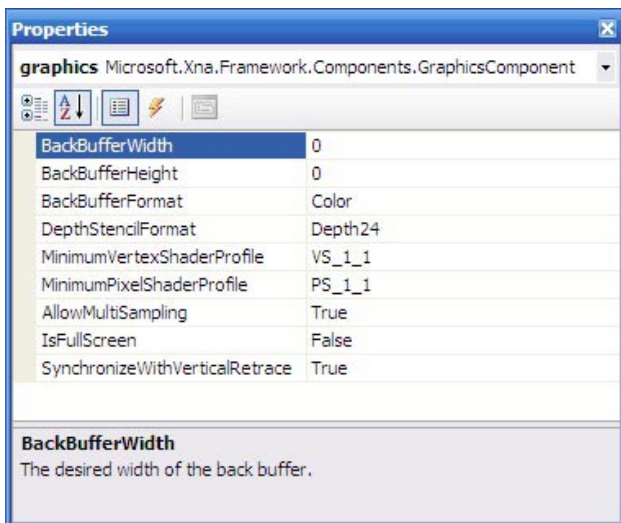 Properties
graphics Microsoft.Xna.Framework.Components.GraphicsComponent
BackBufferWidth 0
BackBufferHeight 0
BackBufferFormat Color
DepthStencilFormat Depth24
MinimumVertexShaderProfile VS_1_1
MinimumPixelShaderProfile PS_1_1
AllowMultiSampling True
IsFullScreen False
SynchronizeWithVerticalRetrace True
BackBufferWidth
The desired width of the back buffer.